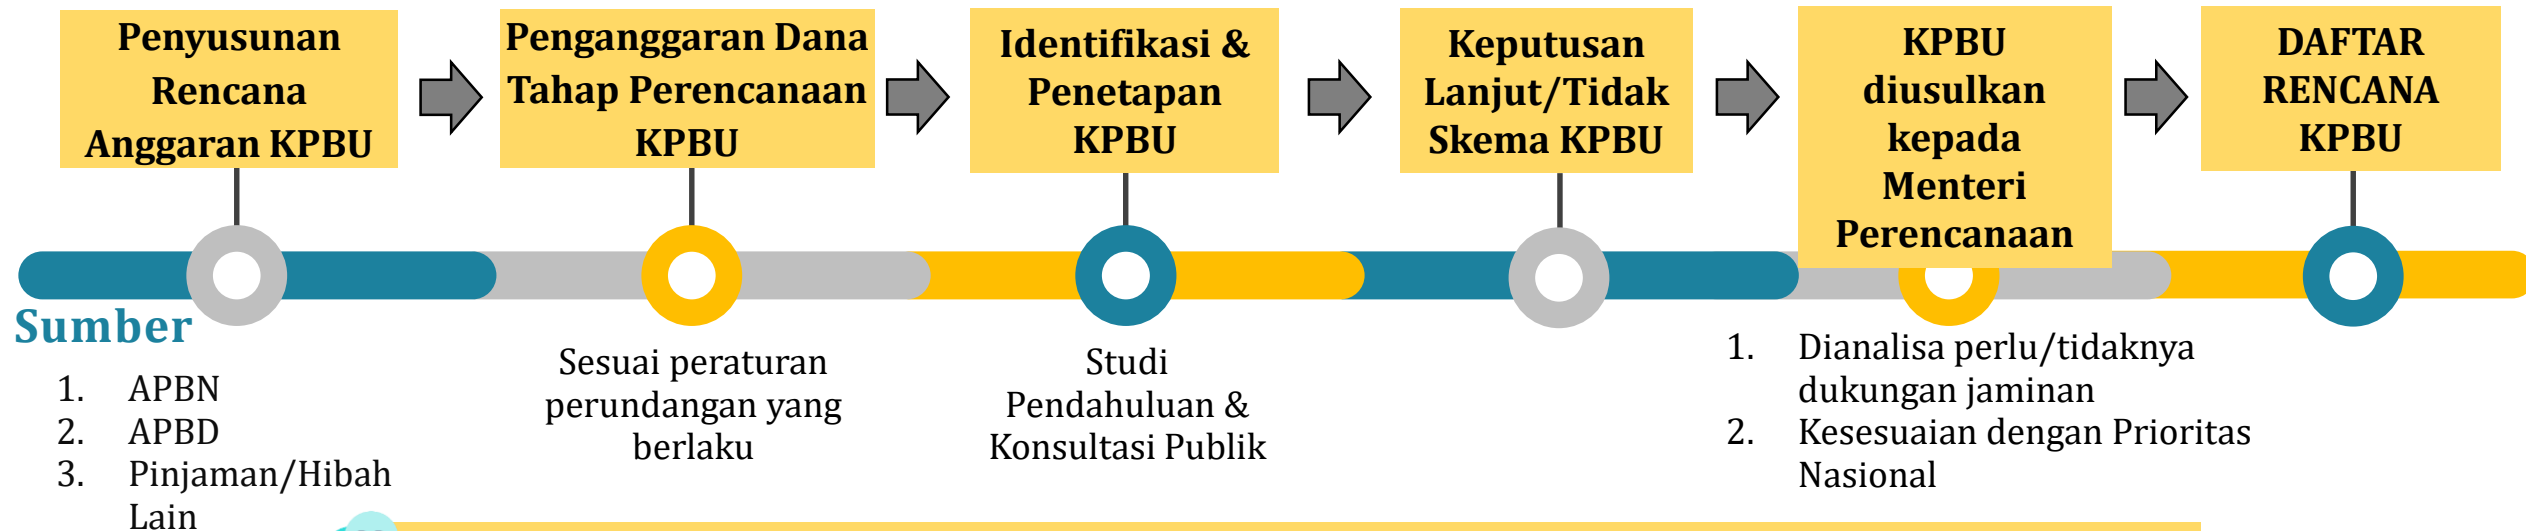 Penyusunan
Rencana
Anggaran KPBU
Penganggaran Dana
Tahap Perencanaan
KPBU
Identifikasi &
Penetapan
KPBU
Keputusan
Lanjut/Tidak
Skema KPBU
KPBU
diusulkan
kepada
Menteri
Perencanaan
DAFTAR
RENCANA
KPBU
Sumber
1. APBN
2. APBD
3. Pinjaman/Hibah
Lain
Sesuai peraturan
perundangan yang
berlaku
Studi
Pendahuluan &
Konsultasi Publik
1. Dianalisa perlu/tidaknya
dukungan jaminan
2. Kesesuaian dengan Prioritas
Nasional